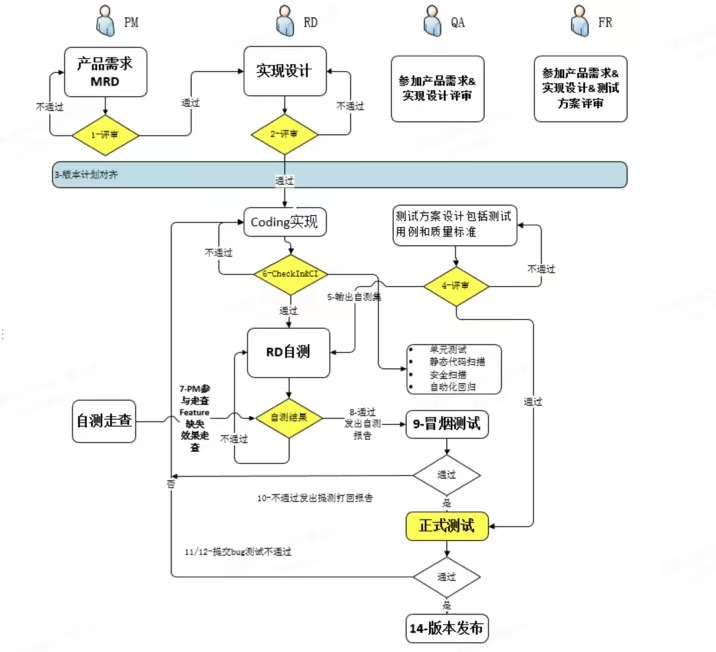 PM
RD
QA
FR
产品需求
MRD
实现设计
参加产品需求&
实现设计评审
参加产品需求&
实现设计&测试
方案评审
不通过
通过
不通过
1-评审
2-评审
3-版本计划对齐
通过
Coding实现
测试方案设计包括测试
用例和质量标准
不通过
不通过
6-CheckIn&CI
4-评审
5-输出自测集
通过
RD自测
单元测试
静态代码扫描
安全扫描
自动化回归
通过
7-PM参
与走查
Feature
缺失
效果走
查
自测走查
自测结果
8-通过
发出自测
报告
9-冒烟测试
不通过
通过
否
10-不通过发出提测打回报告
是
正式测试
11/12-提交bug测试不通过
通过
是
14-版本发布